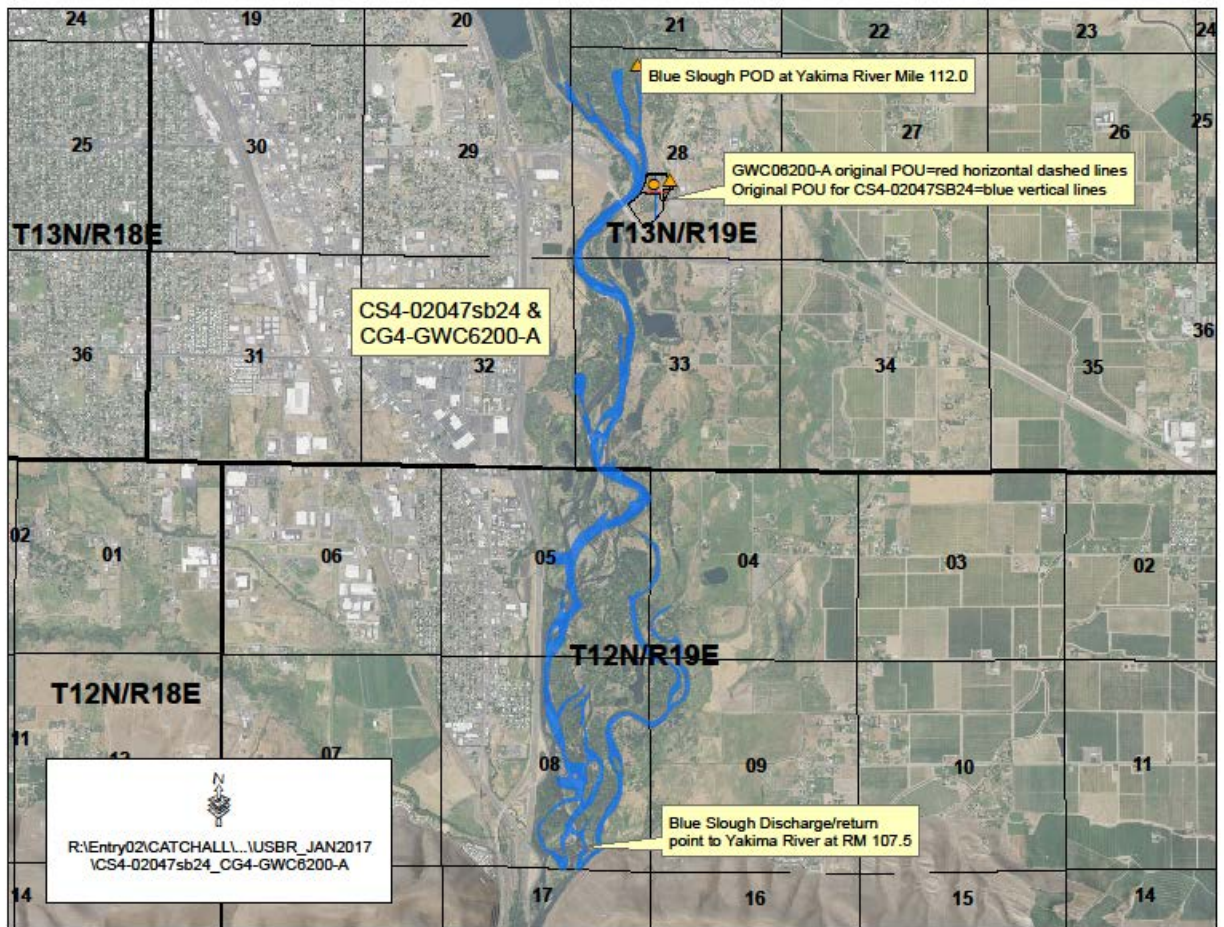 24
19
20
21
22
23
24
Blue Slough POD at Yakima River Mile 112.0
25
30
29
28
27
26
25
GWC06200-A original POU=red horizontal dashed lines
Original POU for CS4-02047SB24=blue vertical lines
T13N/R18E
T13N/R19E
CS4-02047sb24 &
CG4-GWC6200-A
36
31
32
33
34
35
36
02
01
06
05
04
03
02
T12N/R19E
T12N/R18E
11
07
08
09
10
11
N
R:\Entry02\CATCHALL\...\USBR_JAN2017
\CS4-02047sb24_CG4-GWC6200-A
Blue Slough Discharge/return
point to Yakima River at RM 107.5
14
17
16
15
14